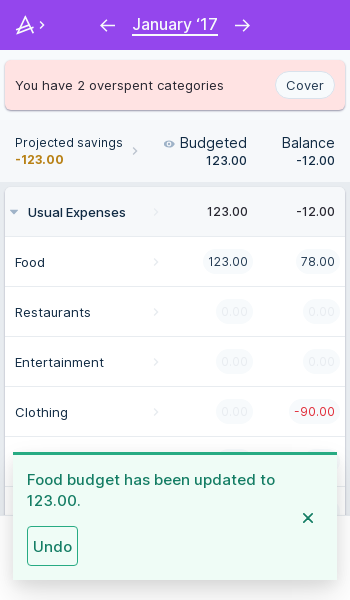 January ‘17
You have 2 overspent categories
Cover
Projected savings
-123.00
Budgeted
123.00
Balance
-12.00
Usual Expenses 123.00 -12.00
Food 123.00 78.00
Restaurants 0.00 0.00
Entertainment 0.00 0.00
Clothing 0.00 -90.00
Food budget has been updated to
123.00.
Undo